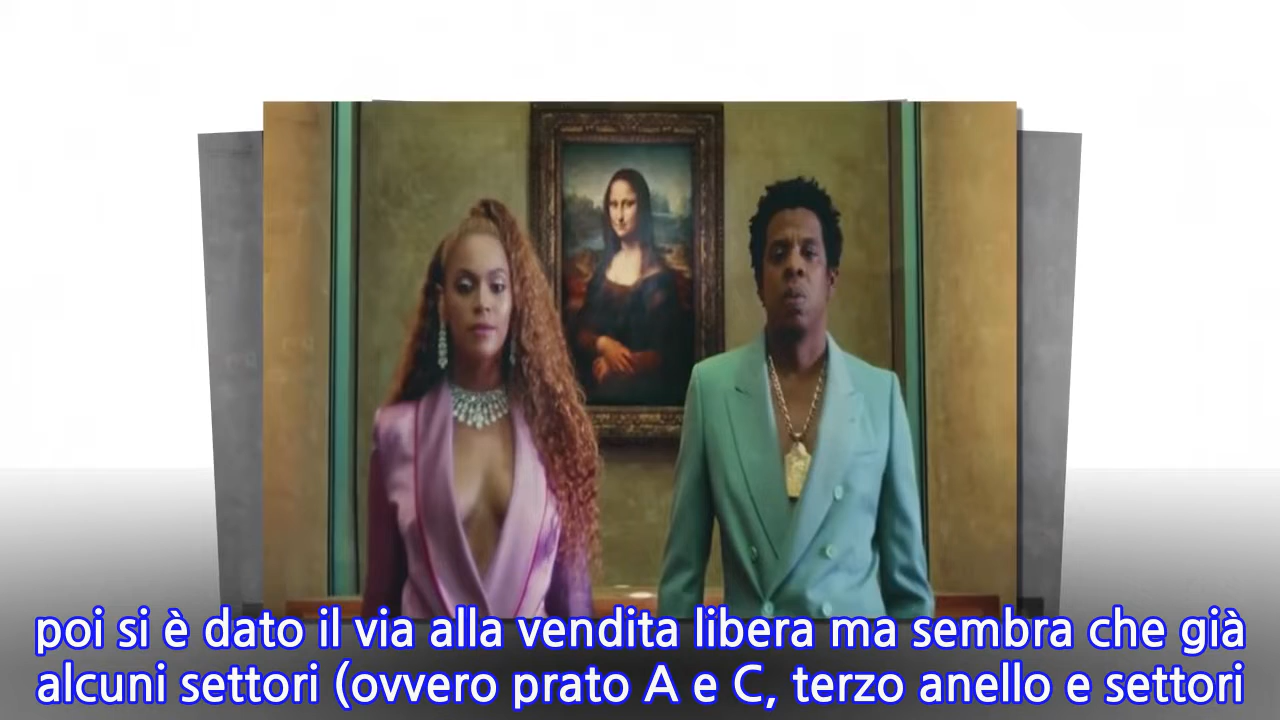 poi si è dato il via alla vendita libera ma sembra che già
alcuni settori (ovvero prato A e C, terzo anello e settori